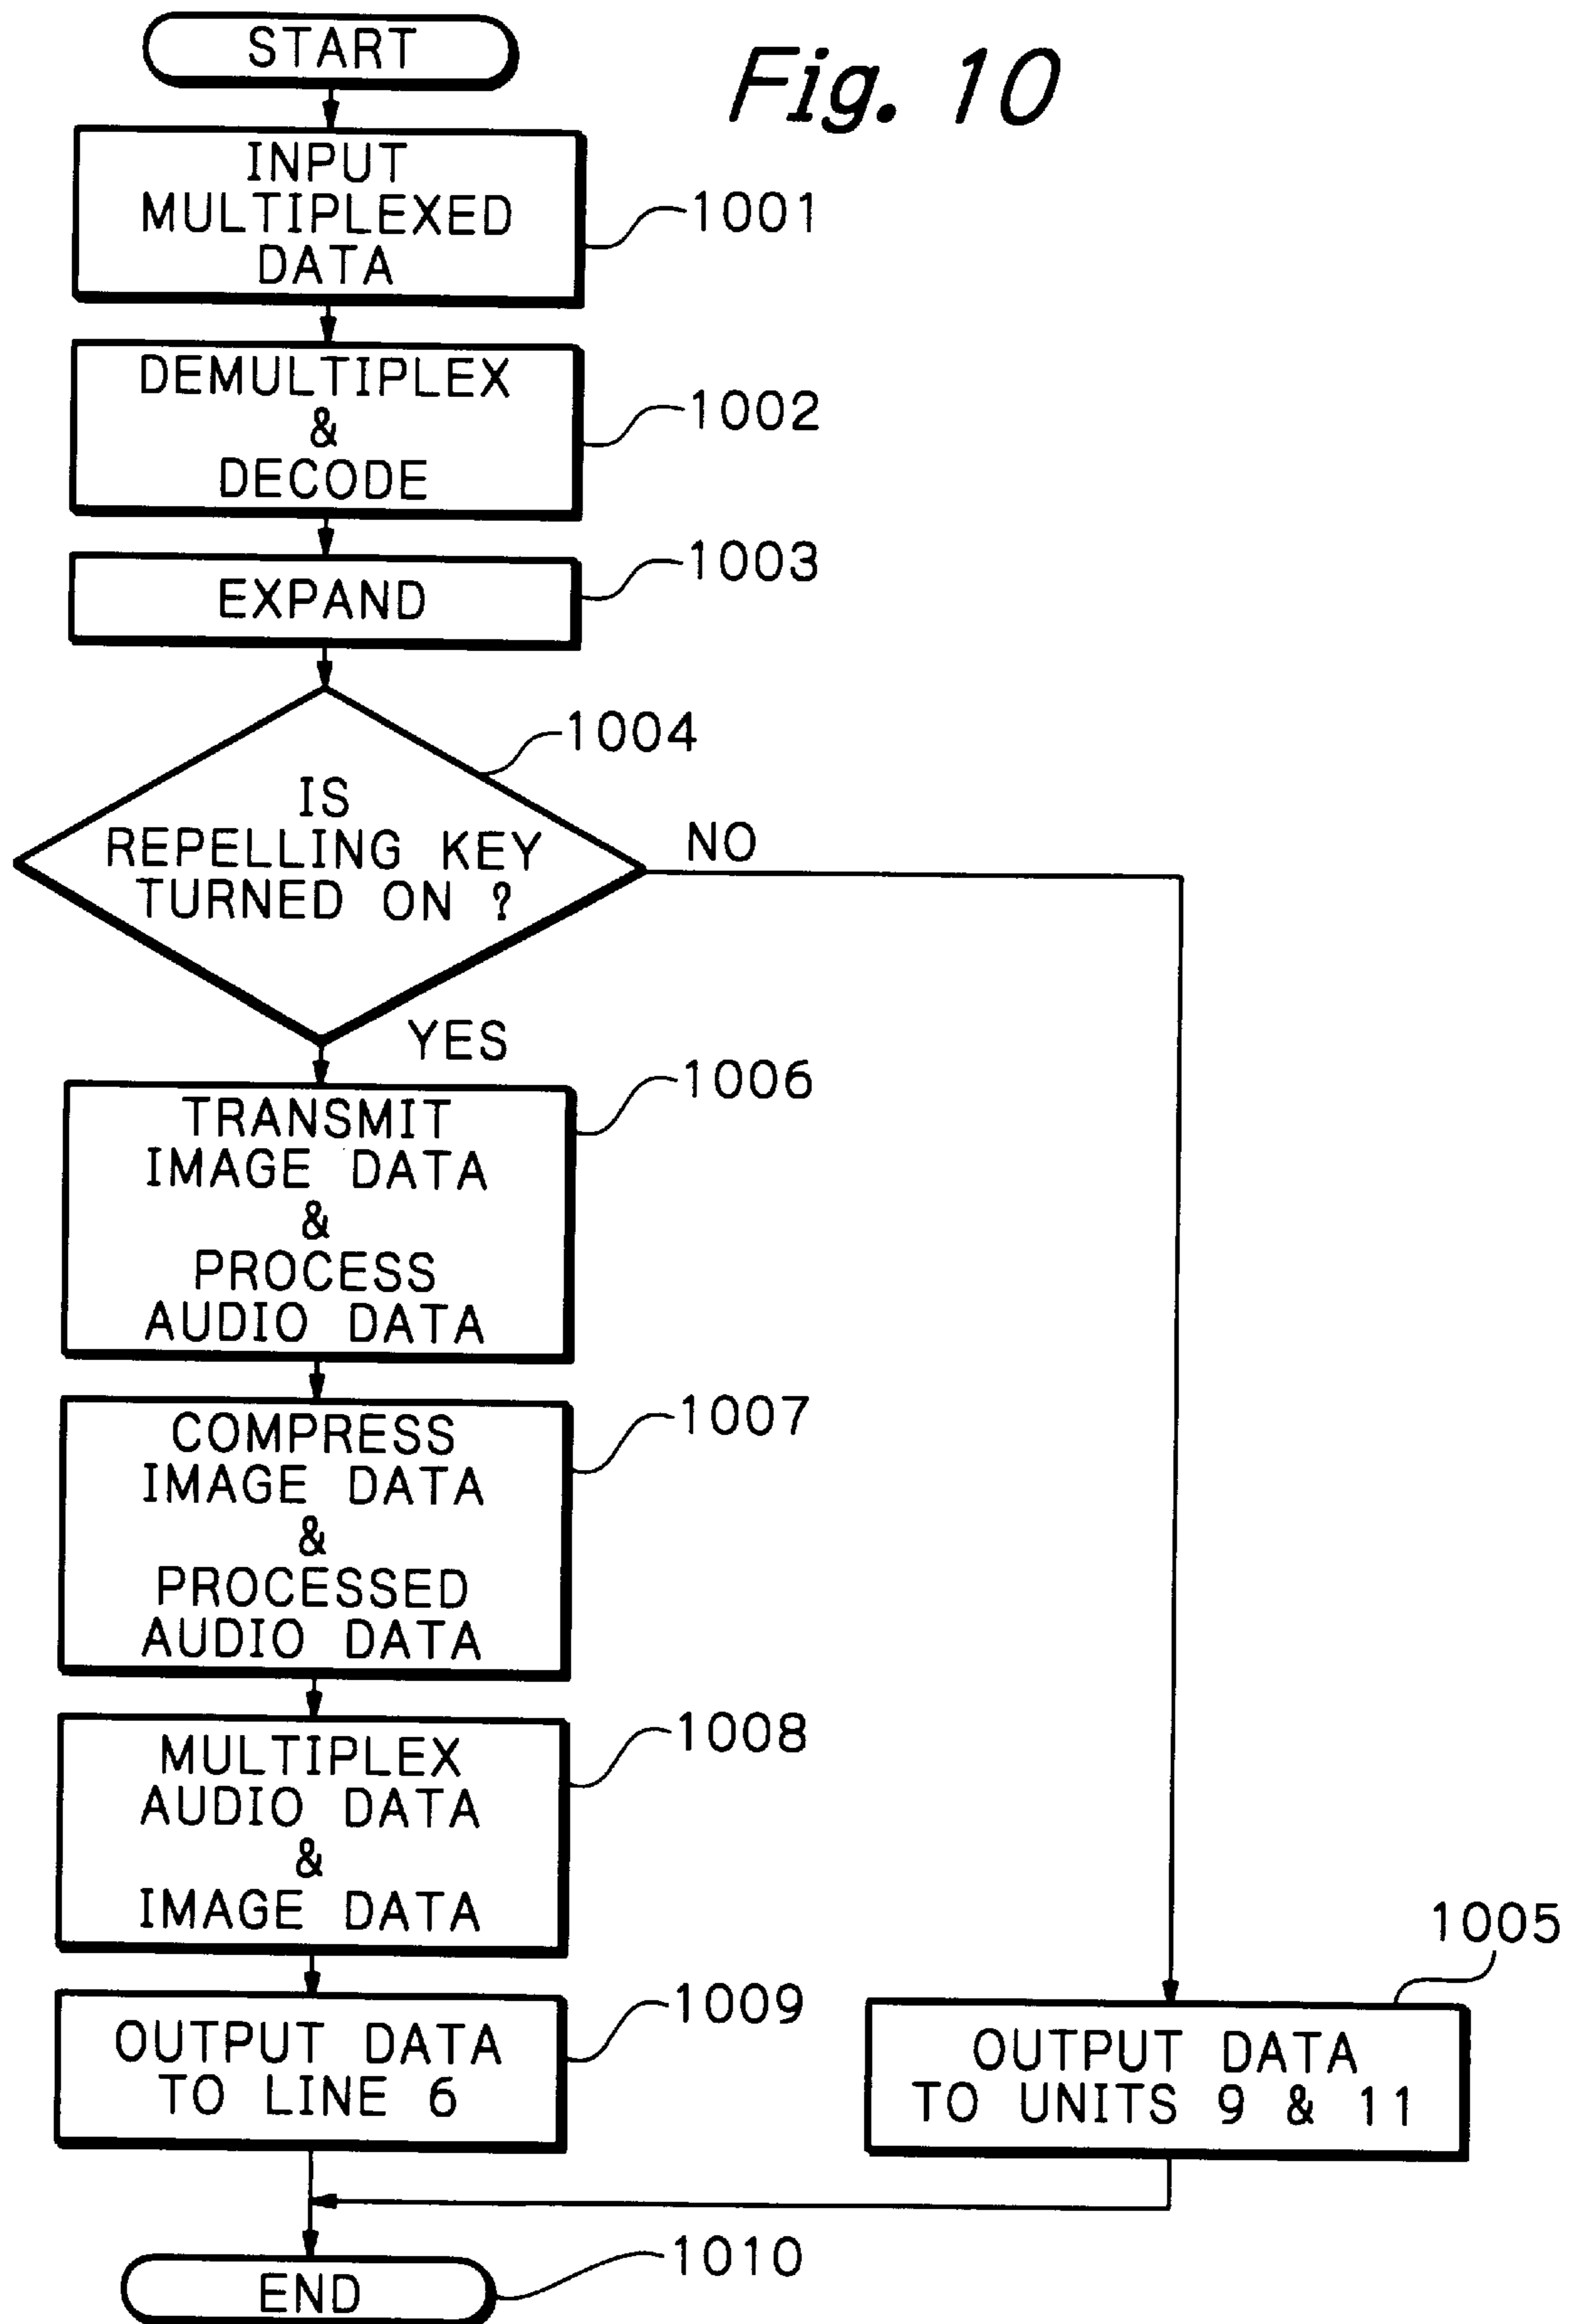 START
Fig. 10
INPUT
MULTIPLEXED
DATA
1001
DEMULTIPLEX
&
DECODE
1002
EXPAND
1003
IS
REPELLING KEY
TURNED ON ?
1004
NO
YES
TRANSMIT
IMAGE DATA
&
PROCESS
AUDIO DATA
1006
COMPRESS
IMAGE DATA
&
PROCESSED
AUDIO DATA
1007
MULTIPLEX
AUDIO DATA
&
IMAGE DATA
1008
OUTPUT DATA
TO LINE 6
1009
1005
OUTPUT DATA
TO UNITS 9 & 11
END
1010